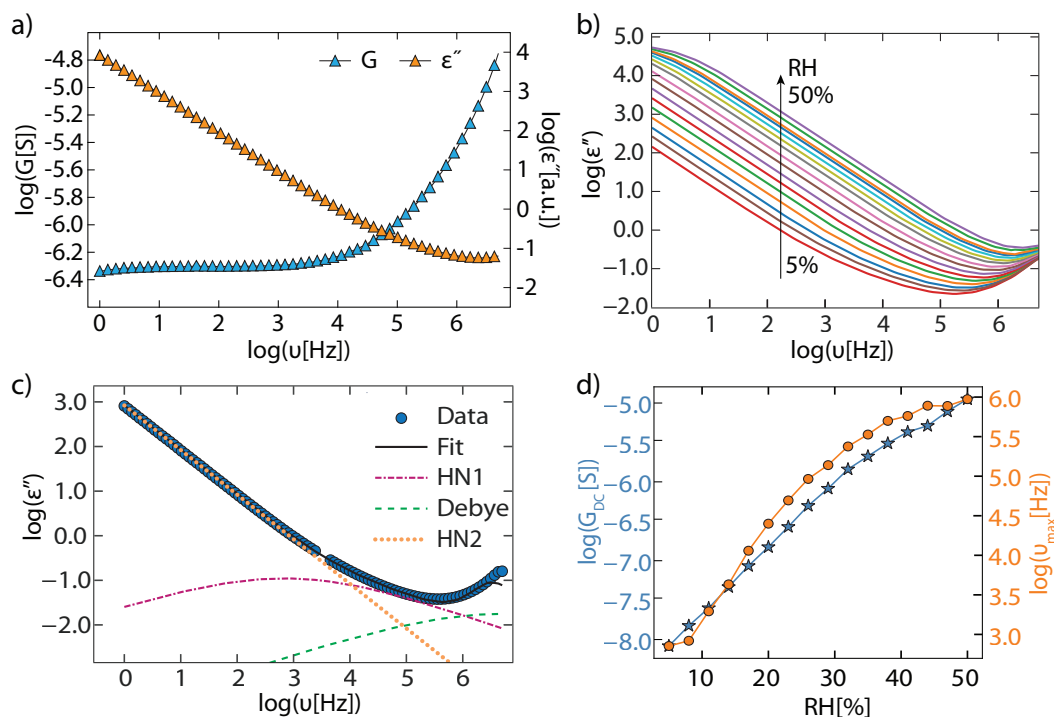 a)
G
ε″
log(G[S])
-4.8
-5.0
-5.2
-5.4
-5.6
-5.8
-6.0
-6.2
-6.4
4
3
2
1
0
-1
-2
log(ε″[a.u.])
0 1 2 3 4 5 6
log(υ[Hz])
b)
log(ε″)
5.0
4.0
3.0
2.0
1.0
0.0
-1.0
-2.0
RH
50%
5%
0 1 2 3 4 5 6
log(υ[Hz])
c)
log(ε″)
3.0
2.0
1.0
0.0
-1.0
-2.0
Data
Fit
HN1
Debye
HN2
0 1 2 3 4 5 6
log(υ[Hz])
d)
log(G_DC[S])
−5.0
−5.5
−6.0
−6.5
−7.0
−7.5
−8.0
6.0
5.5
5.0
4.5
4.0
3.5
3.0
log(υ_max[Hz])
10 20 30 40 50
RH[%]